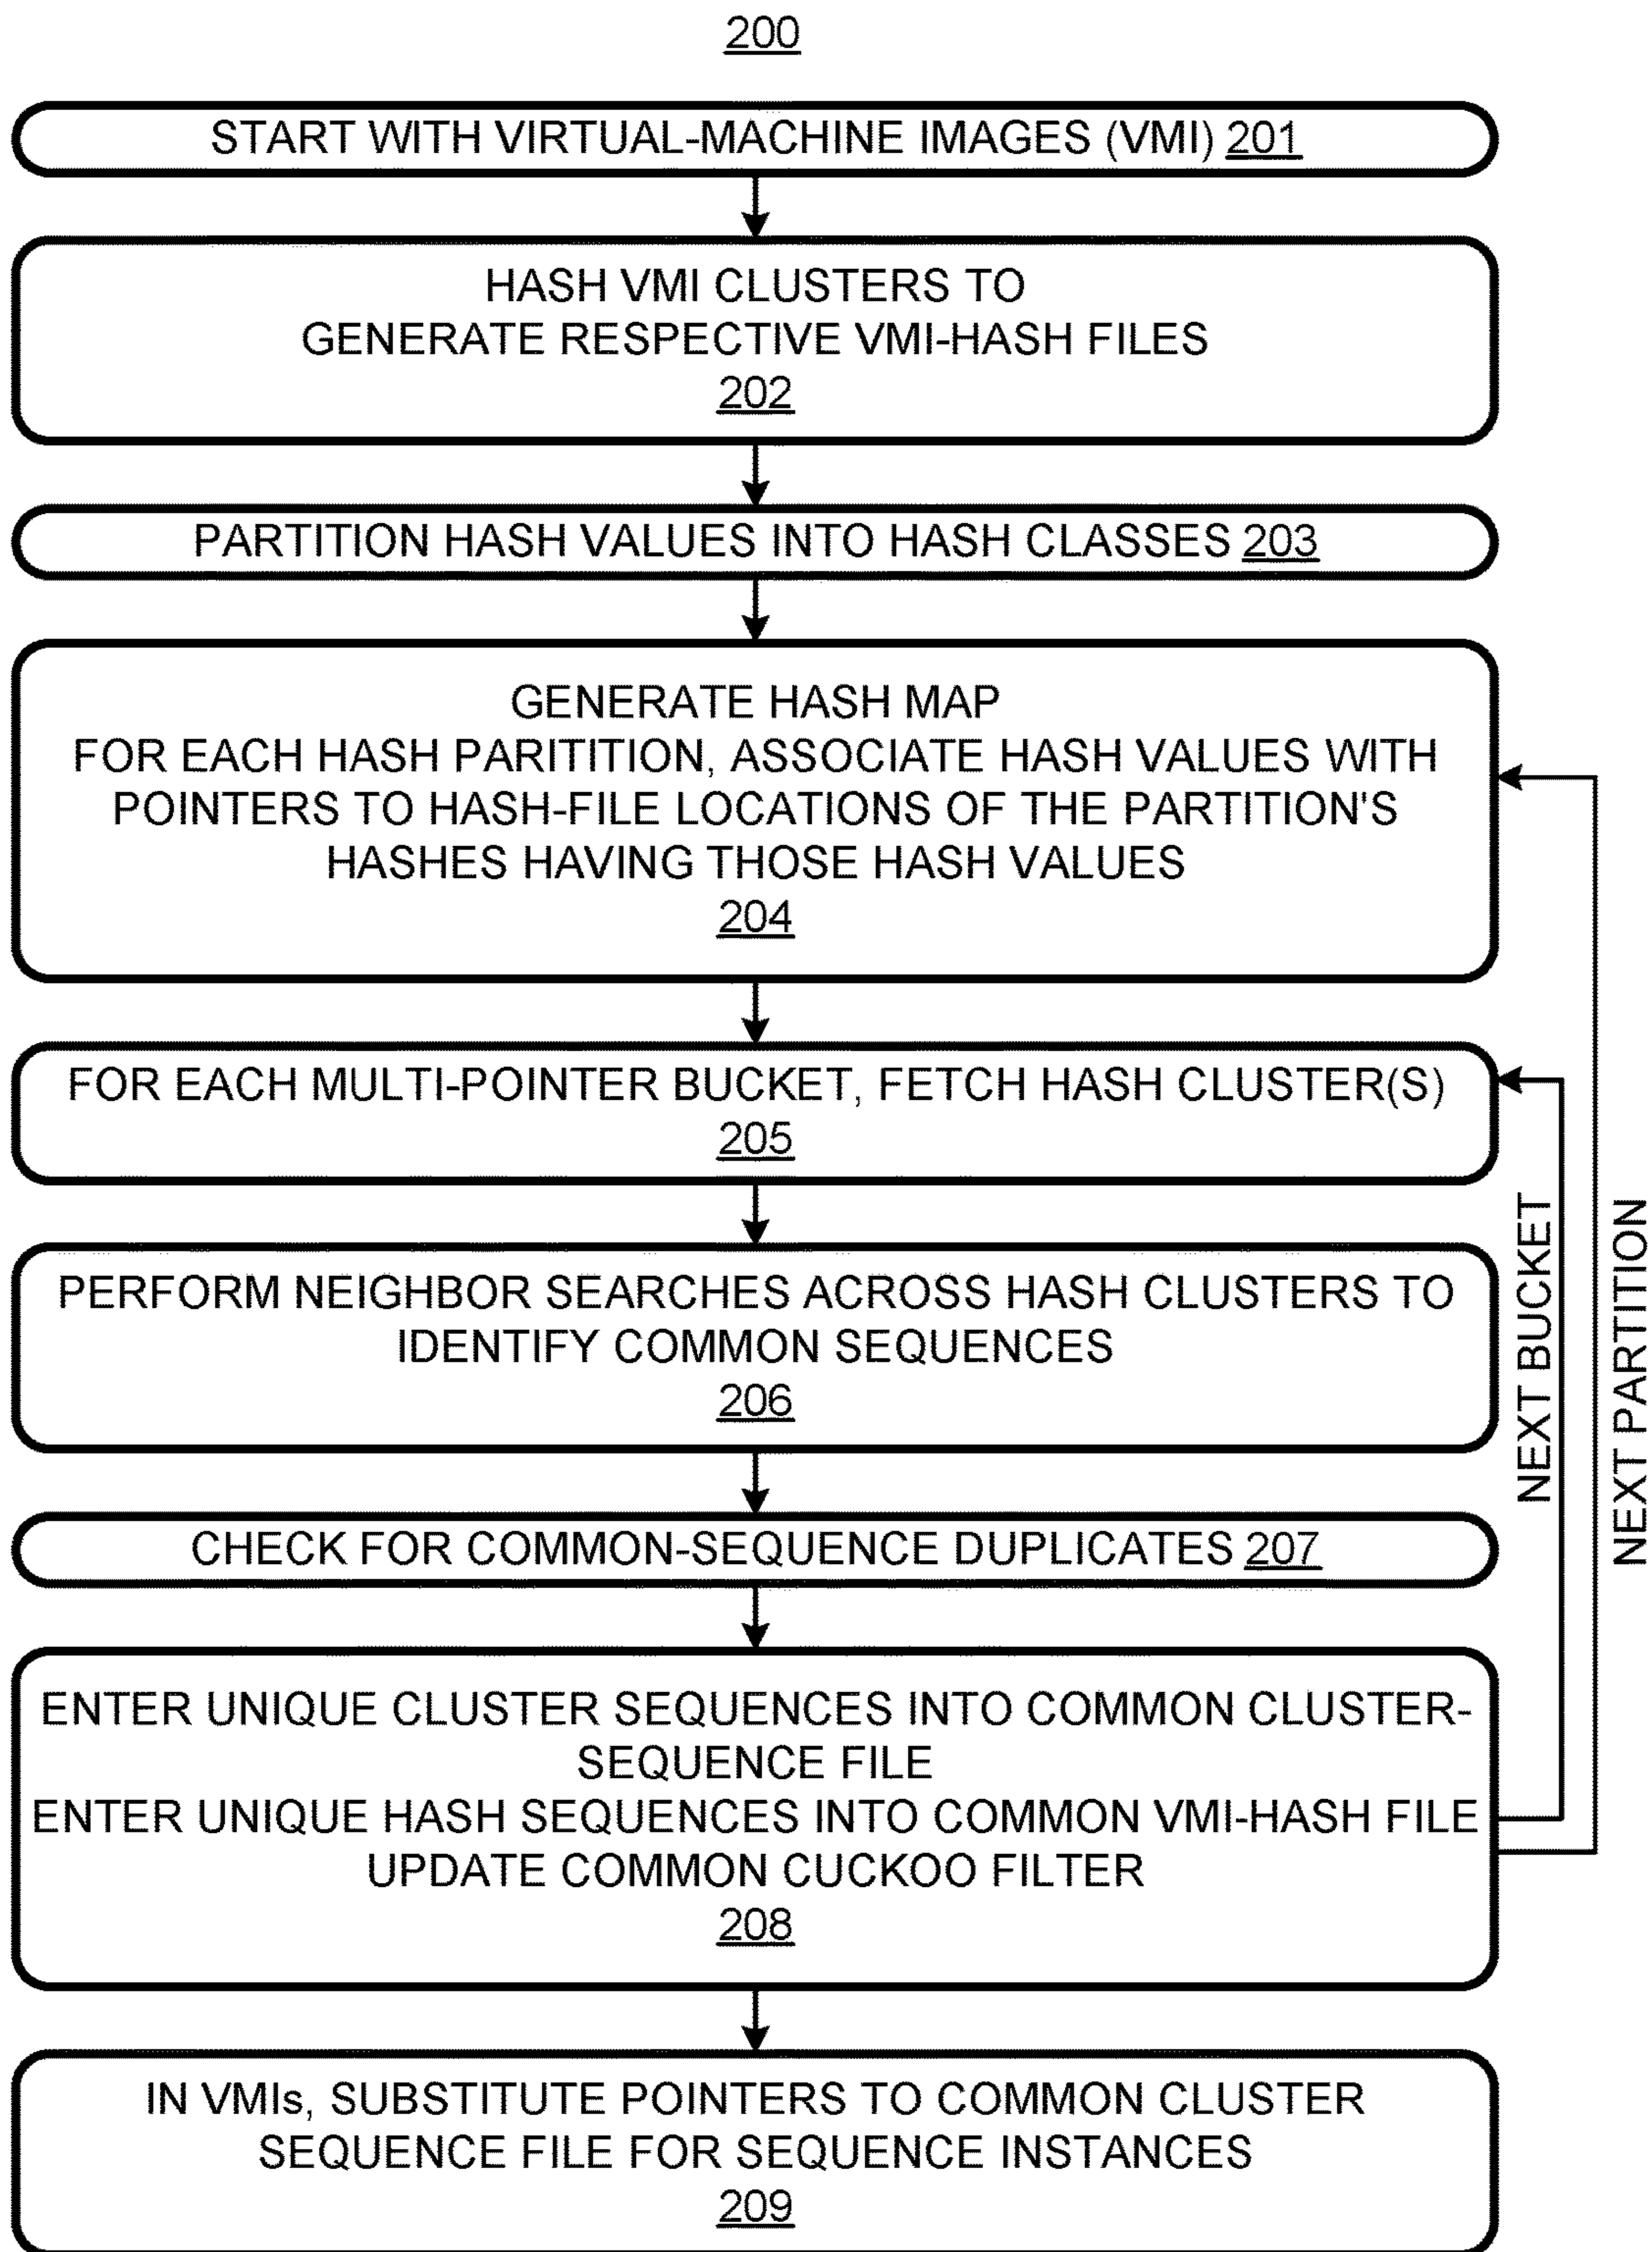 200
START WITH VIRTUAL-MACHINE IMAGES (VMI) 201
HASH VMI CLUSTERS TO
GENERATE RESPECTIVE VMI-HASH FILES
202
PARTITION HASH VALUES INTO HASH CLASSES 203
GENERATE HASH MAP
FOR EACH HASH PARITITION, ASSOCIATE HASH VALUES WITH
POINTERS TO HASH-FILE LOCATIONS OF THE PARTITION'S
HASHES HAVING THOSE HASH VALUES
204
FOR EACH MULTI-POINTER BUCKET, FETCH HASH CLUSTER(S)
205
PERFORM NEIGHBOR SEARCHES ACROSS HASH CLUSTERS TO
IDENTIFY COMMON SEQUENCES
206
CHECK FOR COMMON-SEQUENCE DUPLICATES 207
ENTER UNIQUE CLUSTER SEQUENCES INTO COMMON CLUSTER-
SEQUENCE FILE
ENTER UNIQUE HASH SEQUENCES INTO COMMON VMI-HASH FILE
UPDATE COMMON CUCKOO FILTER
208
IN VMIs, SUBSTITUTE POINTERS TO COMMON CLUSTER
SEQUENCE FILE FOR SEQUENCE INSTANCES
209
NEXT BUCKET
NEXT PARTITION